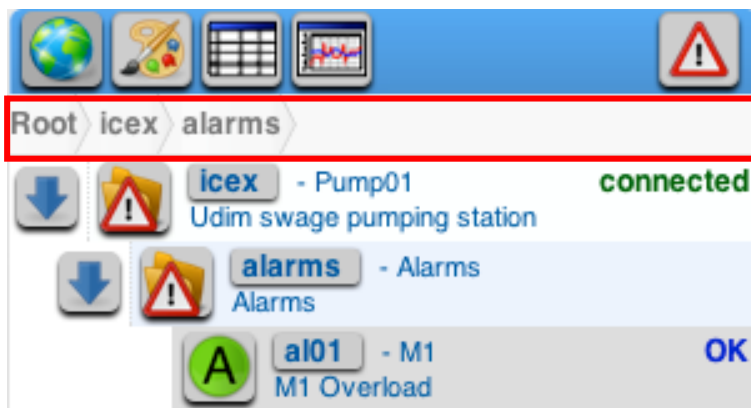 Root icex alarms
icex - Pump01 connected
Udim swage pumping station
alarms - Alarms
Alarms
A al01 - M1 OK
M1 Overload